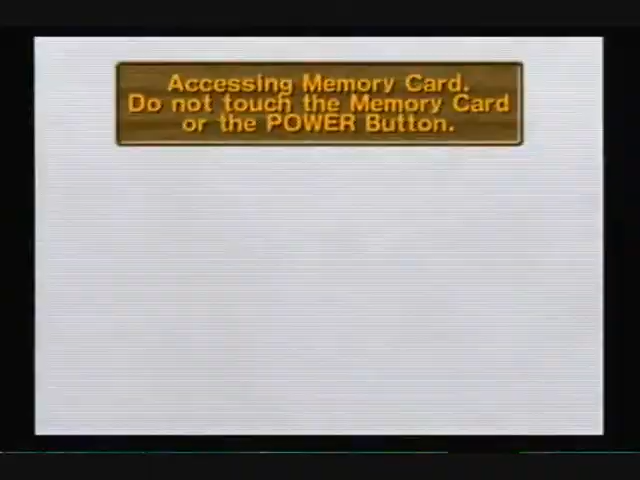 Accessing Memory Card.
Do not touch the Memory Card
or the POWER Button.